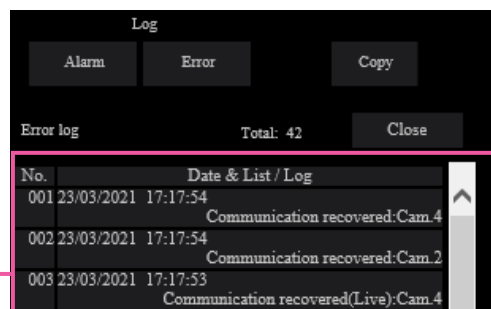 Log
Alarm Error Copy
Error log Total: 42 Close
No. Date & List / Log
001 23/03/2021 17:17:54
Communication recovered:Cam.4
002 23/03/2021 17:17:54
Communication recovered:Cam.2
003 23/03/2021 17:17:53
Communication recovered(Live):Cam.4